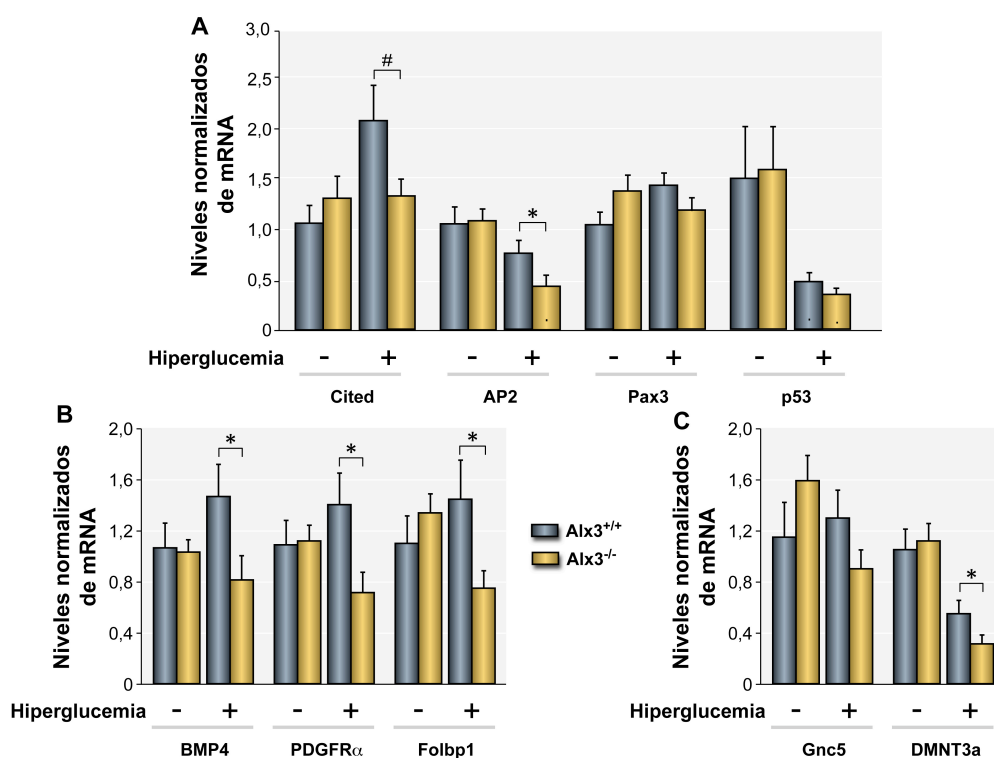 A
Niveles normalizados
de mRNA
3,0
2,5
2,0
1,5
1,0
0,5
0
#
*
Hiperglucemia - + - + - + - +
Cited AP2 Pax3 p53
B
Niveles normalizados
de mRNA
2,0
1,6
1,2
0,8
0,4
0
* * *
Hiperglucemia - + - + - +
BMP4 PDGFRα Folbp1
Alx3+/+
Alx3-/-
C
Niveles normalizados
de mRNA
2,0
1,6
1,2
0,8
0,4
0
*
Hiperglucemia - + - +
Gnc5 DMNT3a